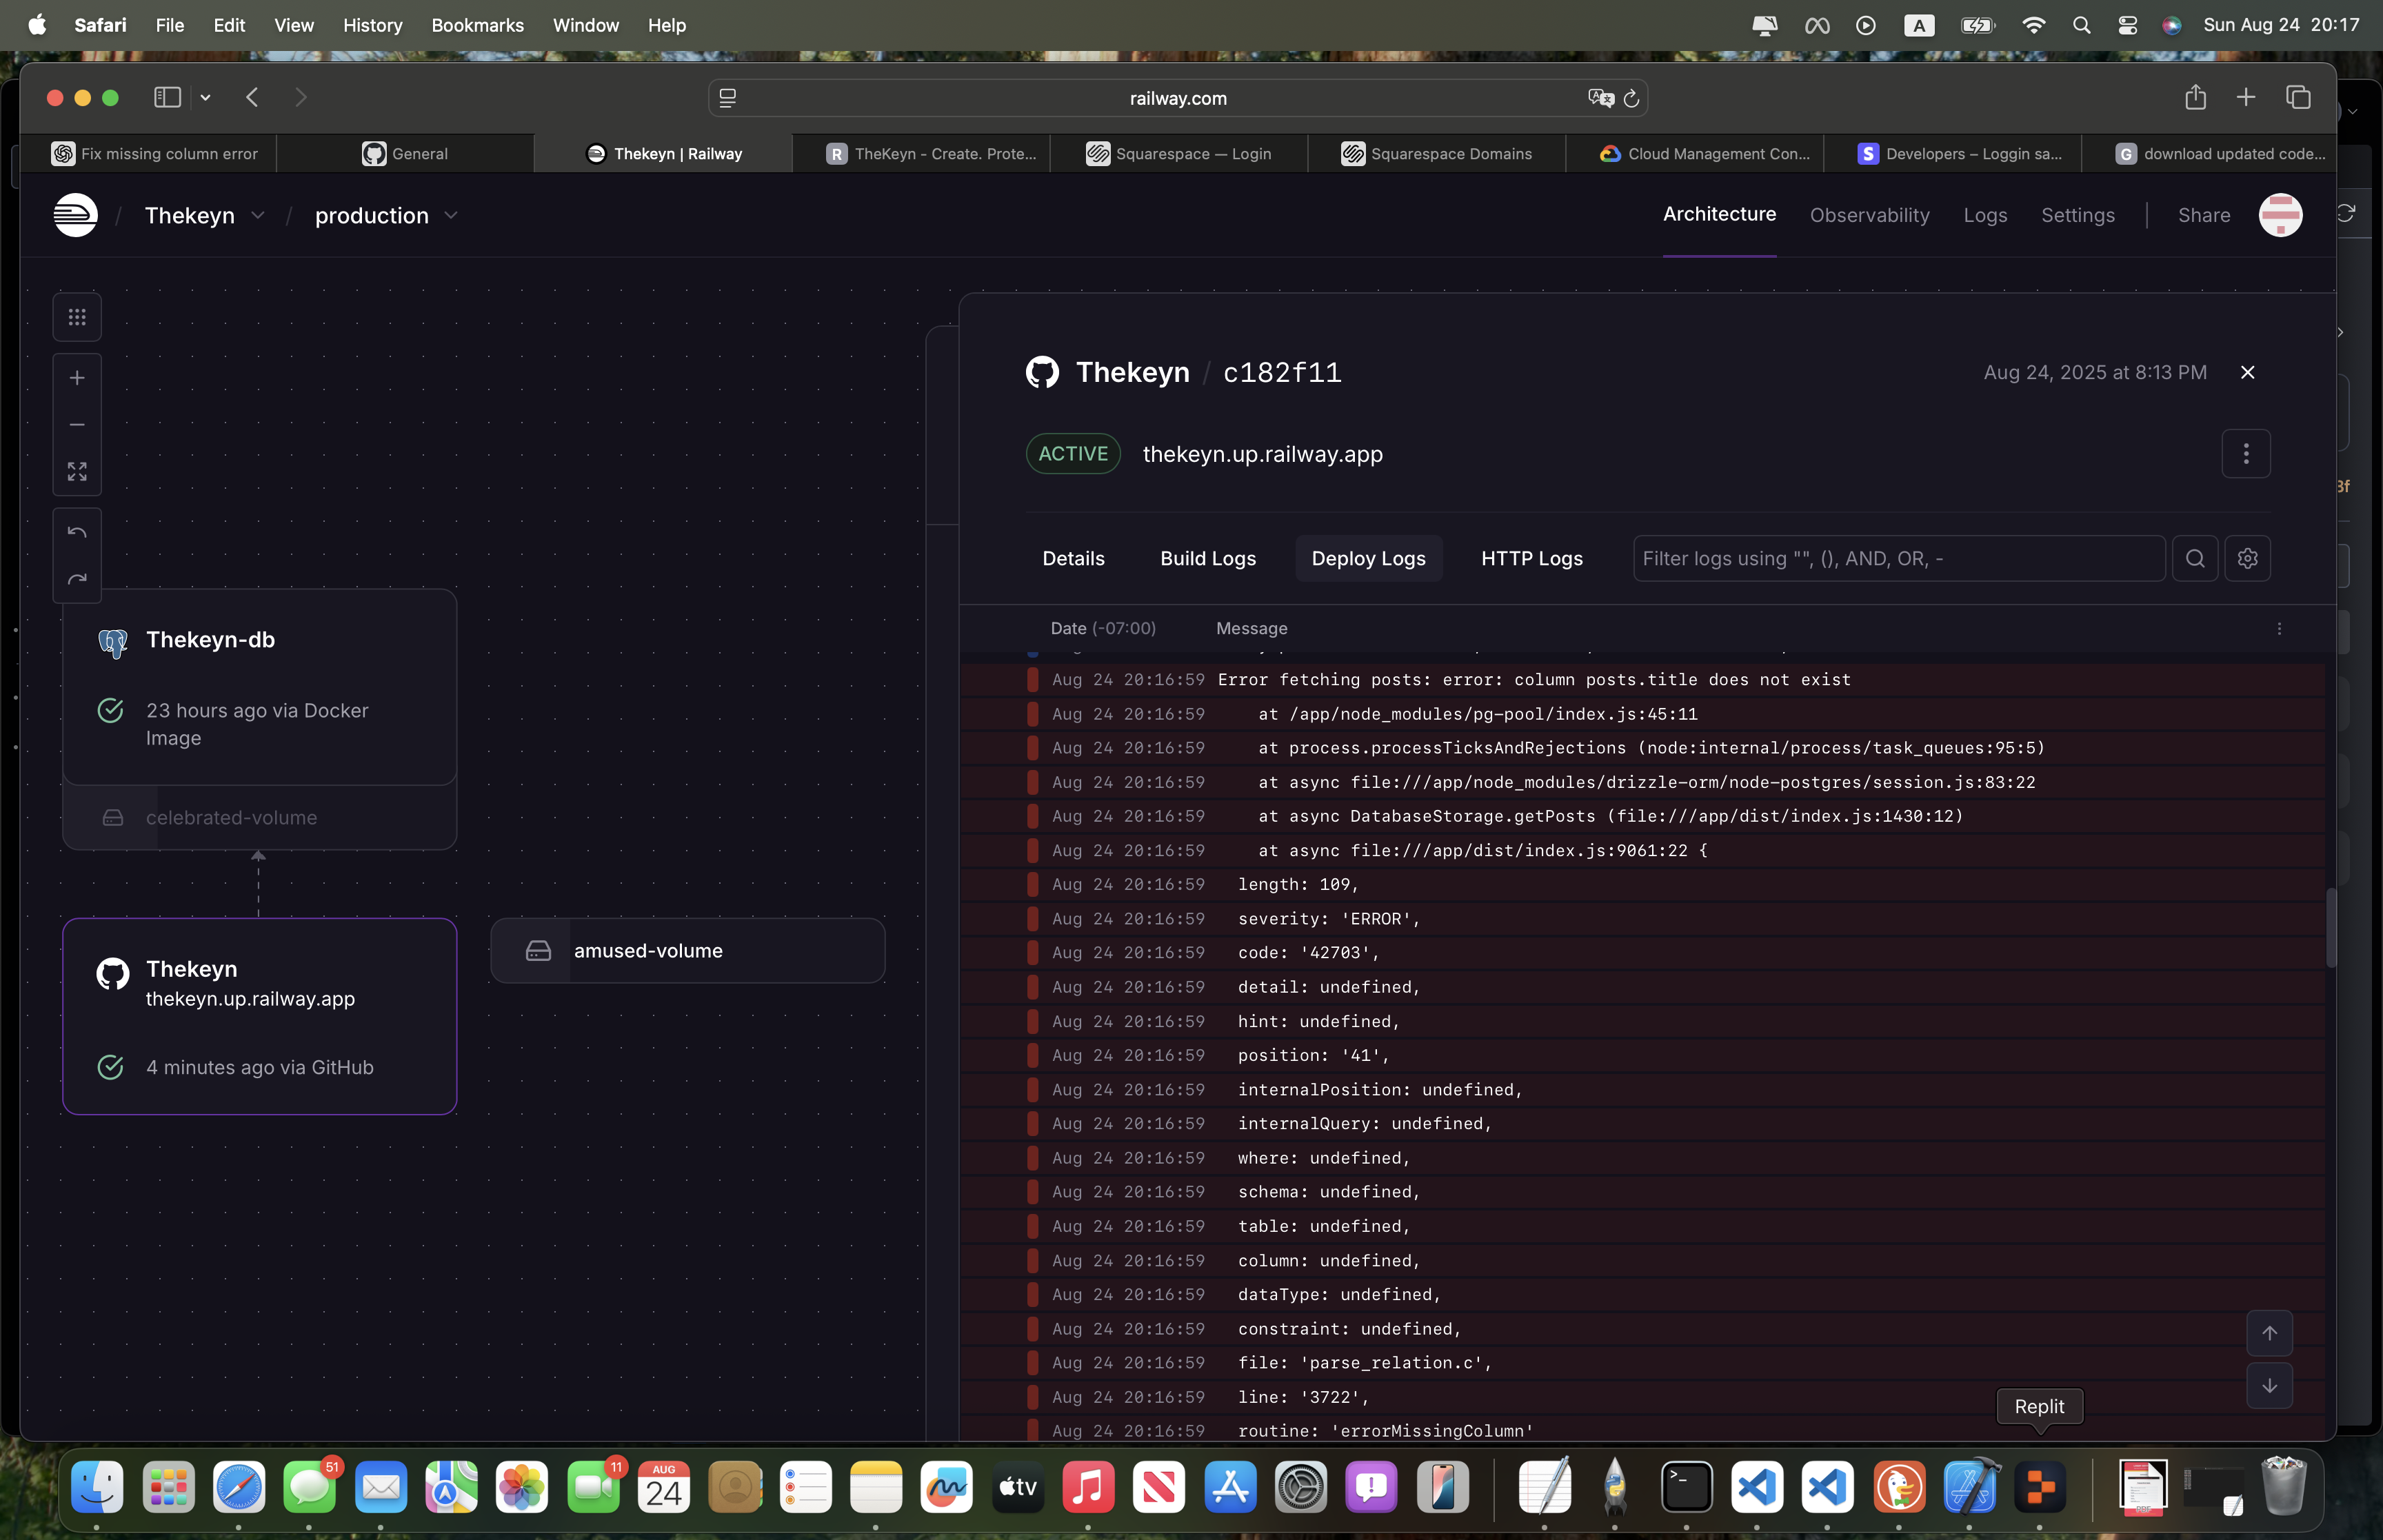 Safari File Edit View History Bookmarks Window Help
A
Sun Aug 24 20:17
railway.com
Fix missing column error
General
Thekeyn | Railway
R TheKeyn - Create. Prote...
Squarespace — Login
Squarespace Domains
Cloud Management Con...
S Developers – Loggin sa...
G download updated code...
/ Thekeyn / production
Architecture Observability Logs Settings | Share
Thekeyn / c182f11
Aug 24, 2025 at 8:13 PM
ACTIVE thekeyn.up.railway.app
3f
Details Build Logs Deploy Logs HTTP Logs Filter logs using "", (), AND, OR, -
Date (-07:00) Message
Aug 24 20:16:59 Error fetching posts: error: column posts.title does not exist
Aug 24 20:16:59 at /app/node_modules/pg-pool/index.js:45:11
Aug 24 20:16:59 at process.processTicksAndRejections (node:internal/process/task_queues:95:5)
Aug 24 20:16:59 at async file:///app/node_modules/drizzle-orm/node-postgres/session.js:83:22
Aug 24 20:16:59 at async DatabaseStorage.getPosts (file:///app/dist/index.js:1430:12)
Aug 24 20:16:59 at async file:///app/dist/index.js:9061:22 {
Aug 24 20:16:59 length: 109,
Aug 24 20:16:59 severity: 'ERROR',
Aug 24 20:16:59 code: '42703',
Aug 24 20:16:59 detail: undefined,
Aug 24 20:16:59 hint: undefined,
Aug 24 20:16:59 position: '41',
Aug 24 20:16:59 internalPosition: undefined,
Aug 24 20:16:59 internalQuery: undefined,
Aug 24 20:16:59 where: undefined,
Aug 24 20:16:59 schema: undefined,
Aug 24 20:16:59 table: undefined,
Aug 24 20:16:59 column: undefined,
Aug 24 20:16:59 dataType: undefined,
Aug 24 20:16:59 constraint: undefined,
Aug 24 20:16:59 file: 'parse_relation.c',
Aug 24 20:16:59 line: '3722',
Aug 24 20:16:59 routine: 'errorMissingColumn'
Thekeyn-db
23 hours ago via Docker
Image
celebrated-volume
Thekeyn
thekeyn.up.railway.app
4 minutes ago via GitHub
amused-volume
Replit
51
11
AUG
24
tv